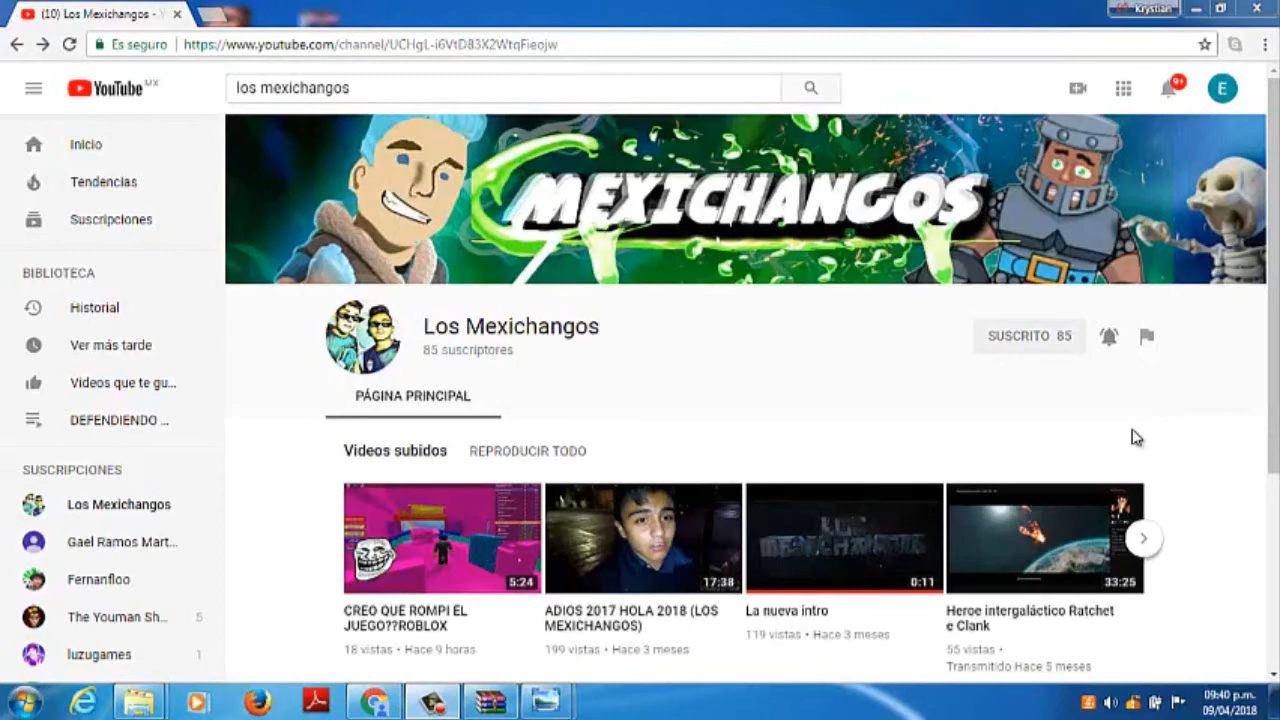 (10) Los Mexichangos - Y
Krystian
Es seguro
https://www.youtube.com/channel/UCHgL-i6VtD83X2WtqFieojw
YouTube MX
los mexichangos
9+
E
Inicio
Tendencias
Suscripciones
BIBLIOTECA
Historial
Ver más tarde
Videos que te gu...
DEFENDIENDO ...
SUSCRIPCIONES
Los Mexichangos
Gael Ramos Mart...
Fernanfloo
The Youman Sh... 5
luzugames 1
MEXICHANGOS
Los Mexichangos
85 suscriptores
SUSCRITO 85
PÁGINA PRINCIPAL
Videos subidos
REPRODUCIR TODO
5:24
CREO QUE ROMPI EL
JUEGO??ROBLOX
18 vistas • Hace 9 horas
17:38
ADIOS 2017 HOLA 2018 (LOS
MEXICHANGOS)
199 vistas • Hace 3 meses
0:11
La nueva intro
119 vistas • Hace 3 meses
33:25
Heroe intergaláctico Ratchet
e Clank
55 vistas •
Transmitido Hace 5 meses
09:40 p.m.
09/04/2018